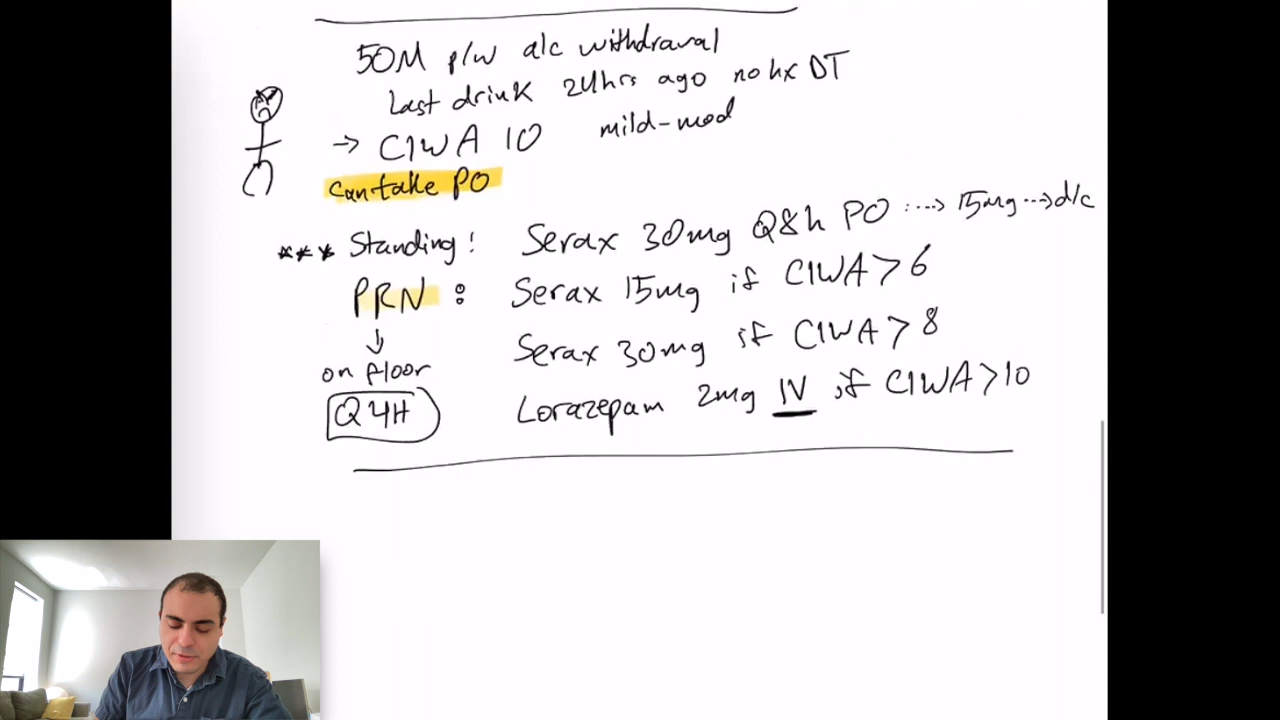 50M p/w alc withdrawal
Last drink 24hrs ago no hx DT
→ CIWA 10 mild-mod
can take PO
*** Standing! Serax 30mg Q8h PO ....→ 15mg ...→ d/c
PRN : Serax 15mg if CIWA > 6
↓
Serax 30mg if CIWA > 8
on floor
Q4H
Lorazepam 2mg IV if CIWA > 10